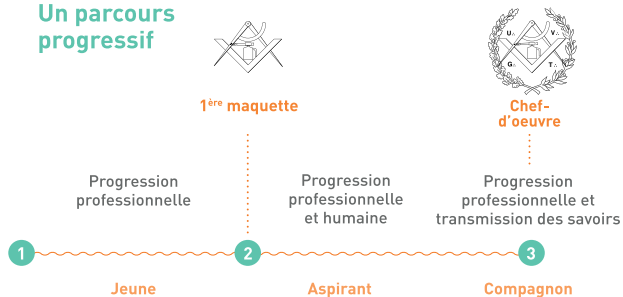 Un parcours
progressif
U∴ V∴
G∴ T∴
1ère maquette
Chef-
d'oeuvre
Progression
professionnelle
Progression
professionnelle
et humaine
Progression
professionnelle et
transmission des savoirs
1
2
3
Jeune
Aspirant
Compagnon